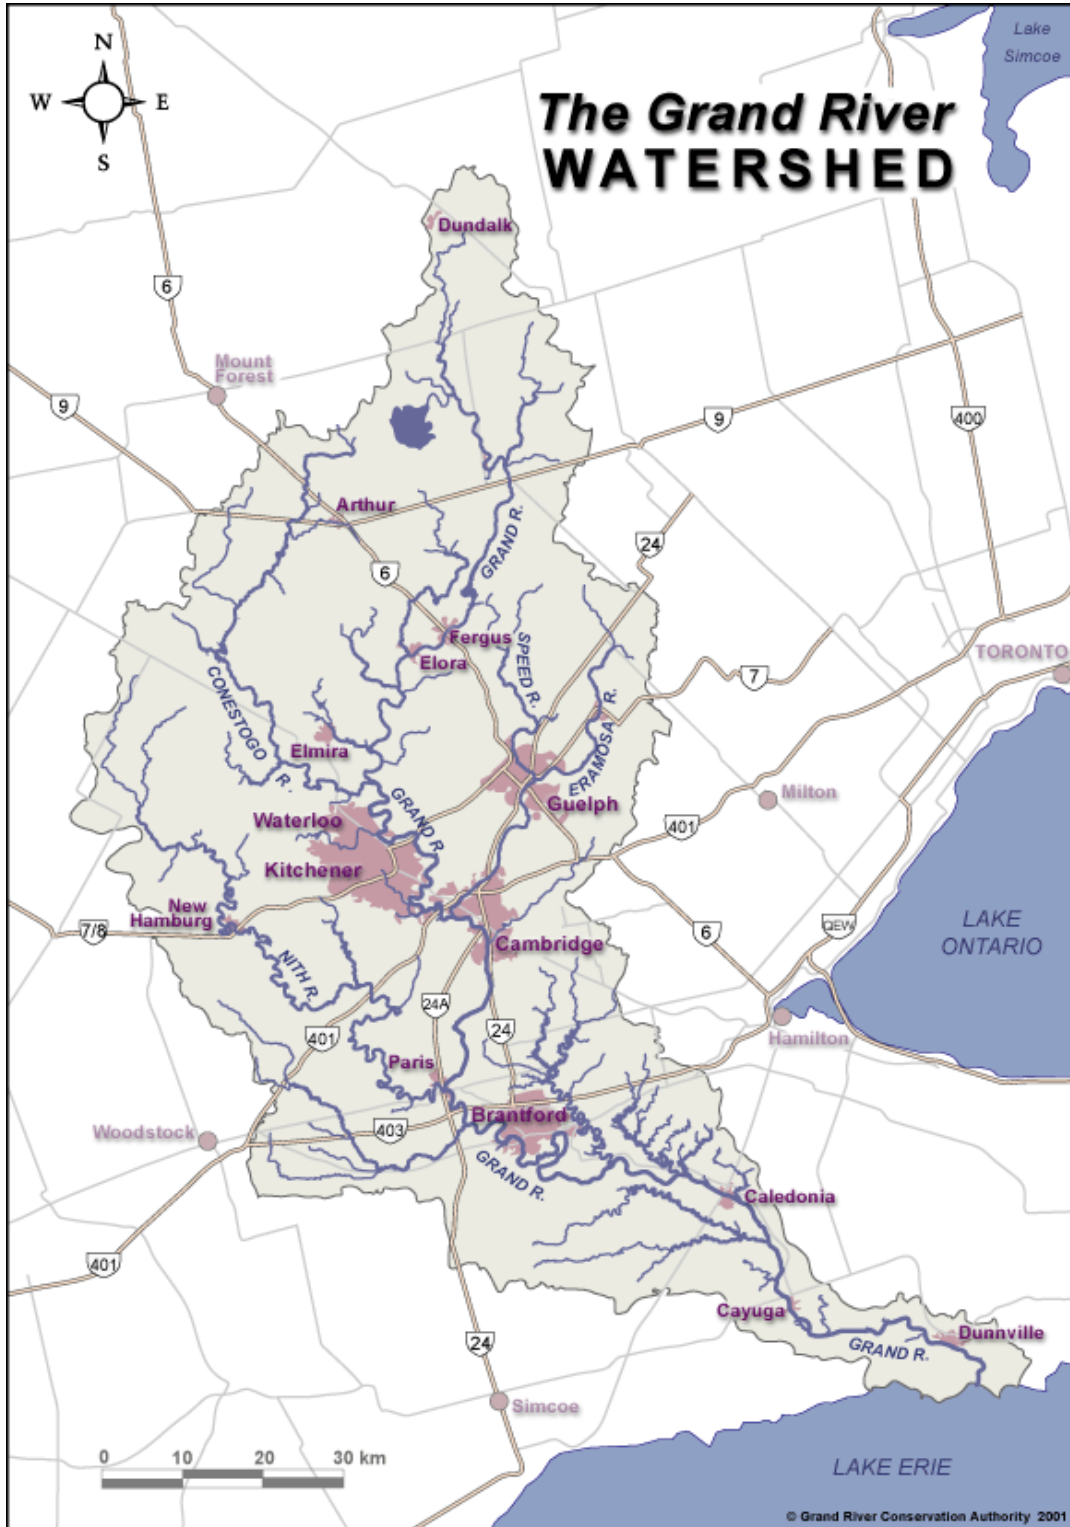 N
W
E
S
Lake
Simcoe
The Grand River
WATERSHED
Dundalk
6
Mount
Forest
9
9
400
Arthur
GRAND R.
24
6
Fergus
Elora
SPEED R.
TORONTO
7
CONESTOGO R.
ERAMOSA R.
Elmira
GRAND R.
Guelph
Milton
Waterloo
401
Kitchener
New
Hamburg
7/8
6
QEW
LAKE
ONTARIO
Cambridge
NITH R.
24A
24
401
Hamilton
Paris
Brantford
Woodstock
403
GRAND R.
Caledonia
401
Cayuga
24
GRAND R.
Dunnville
Simcoe
0 10 20 30 km
LAKE ERIE
© Grand River Conservation Authority 2001